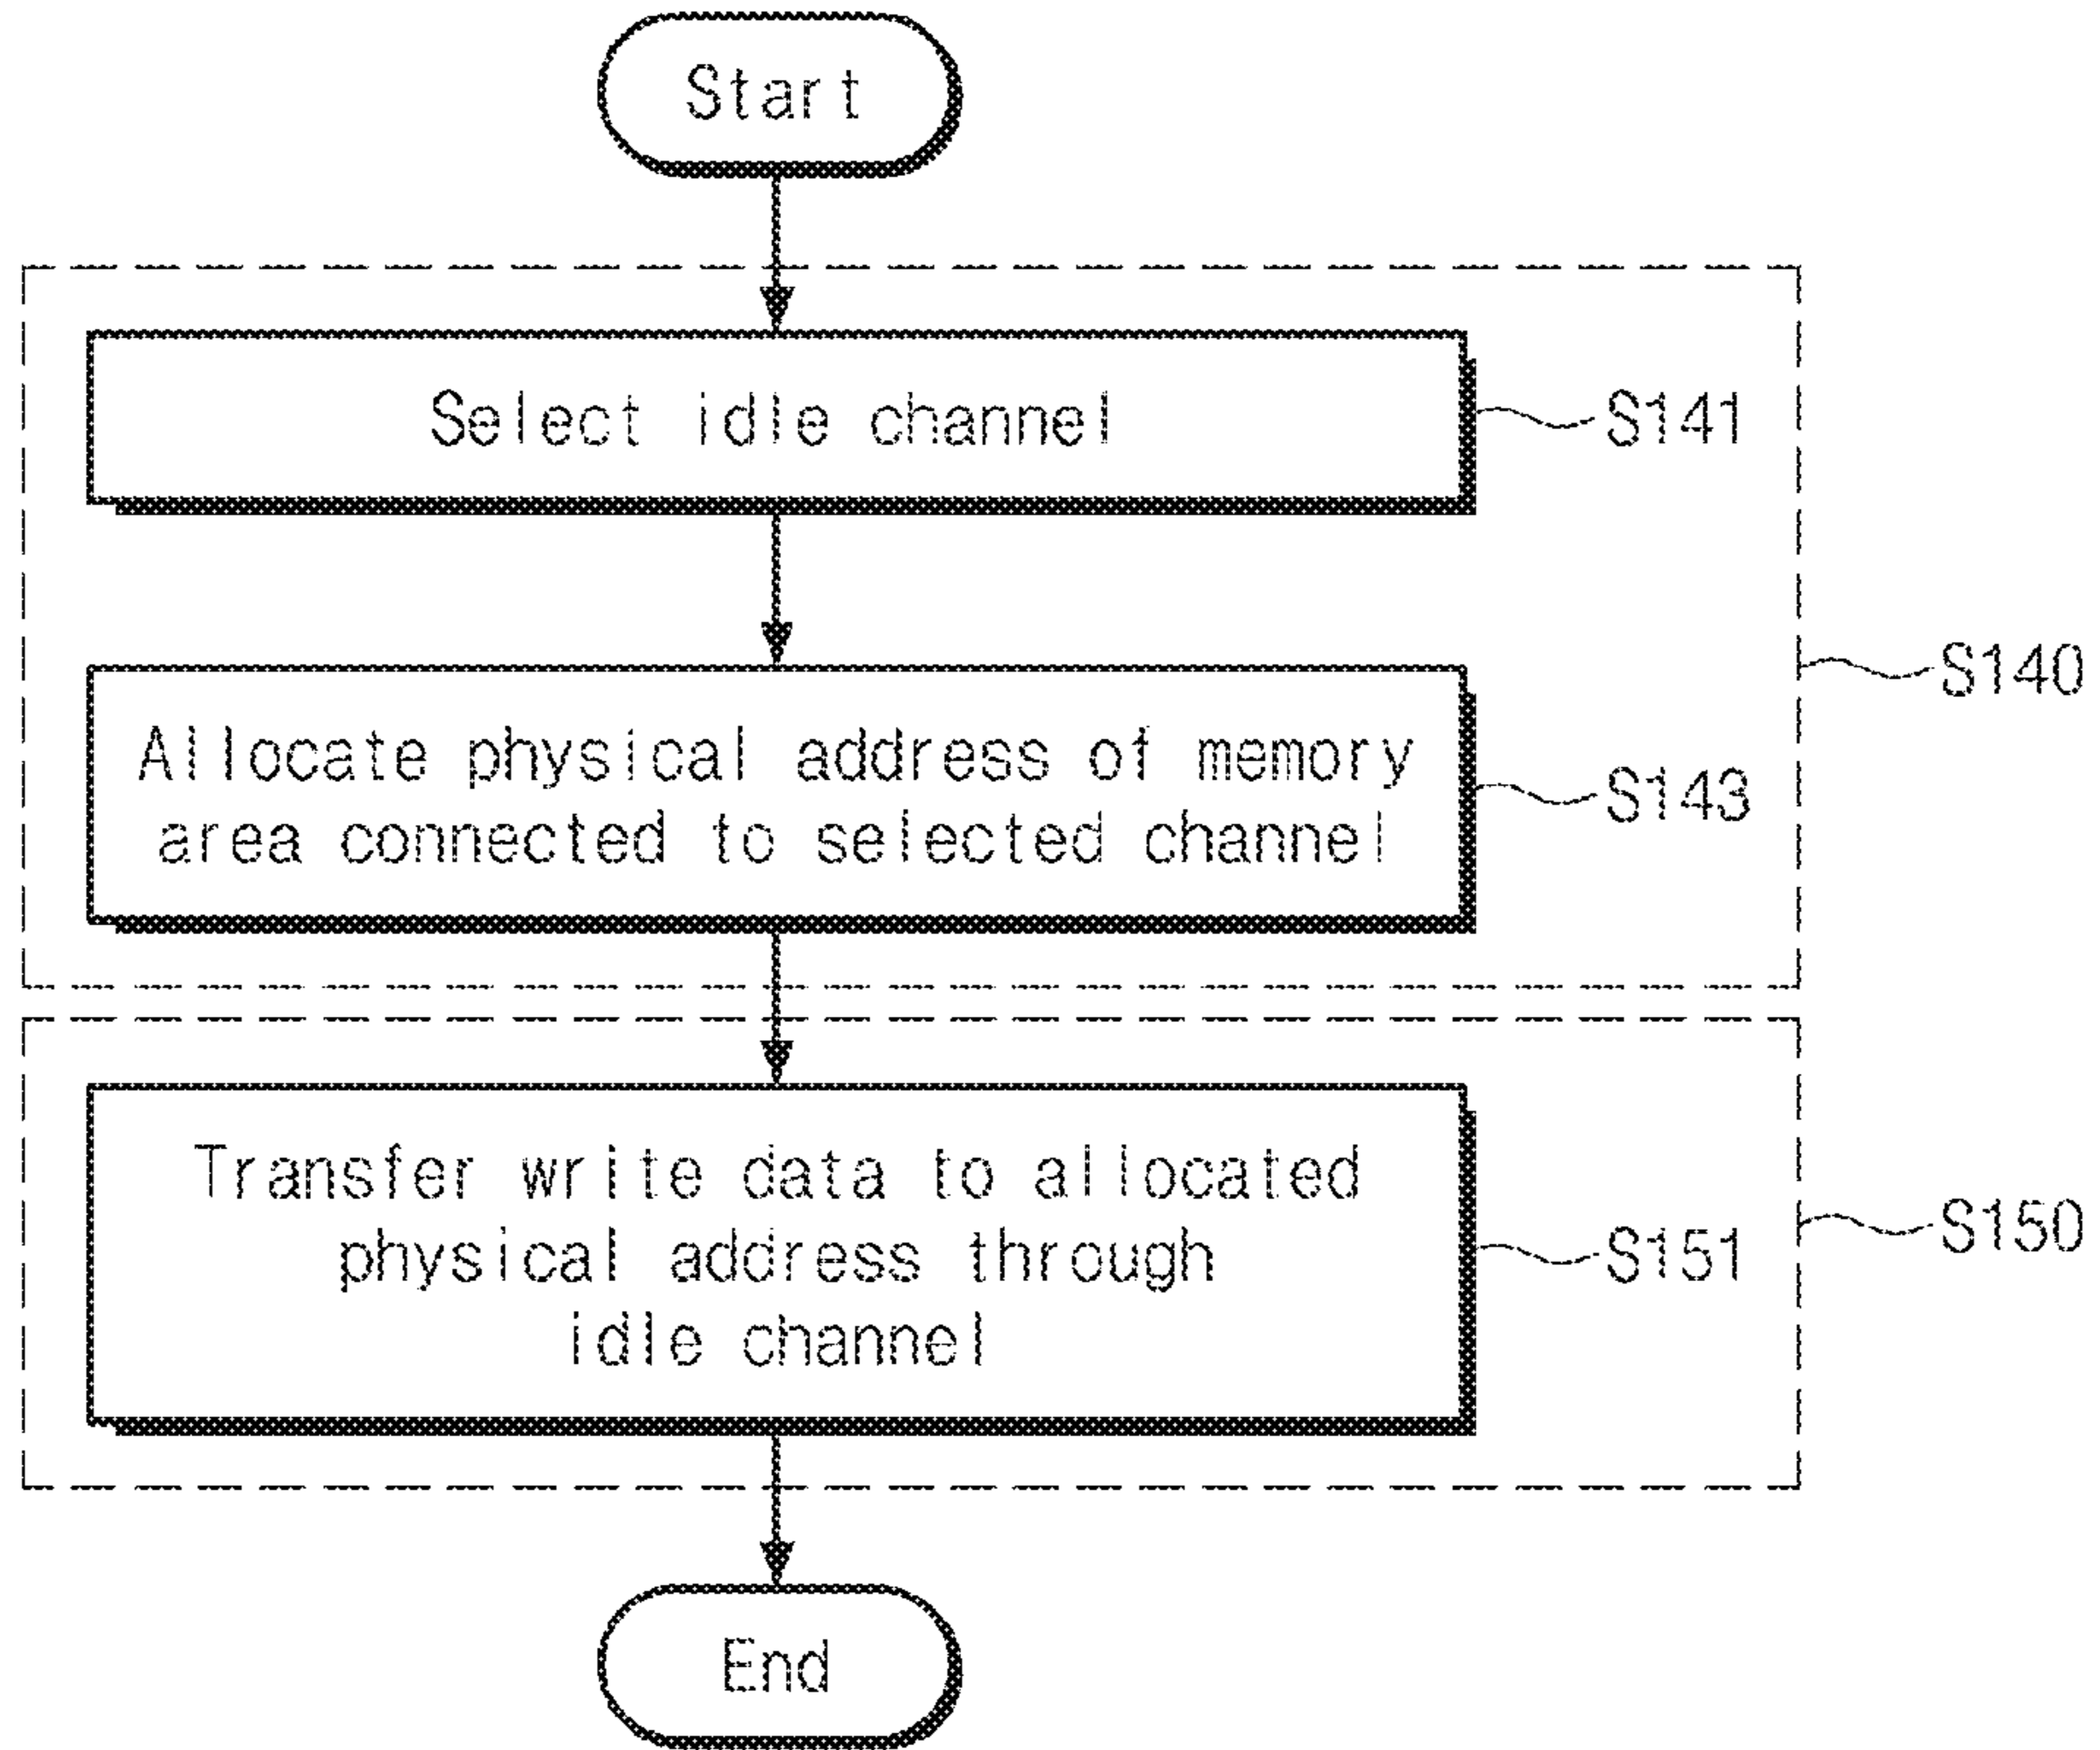 Start
Select idle channel
S141
Allocate physical address of memory
area connected to selected channel
S143
S140
Transfer write data to allocated
physical address through
idle channel
S151
S150
End